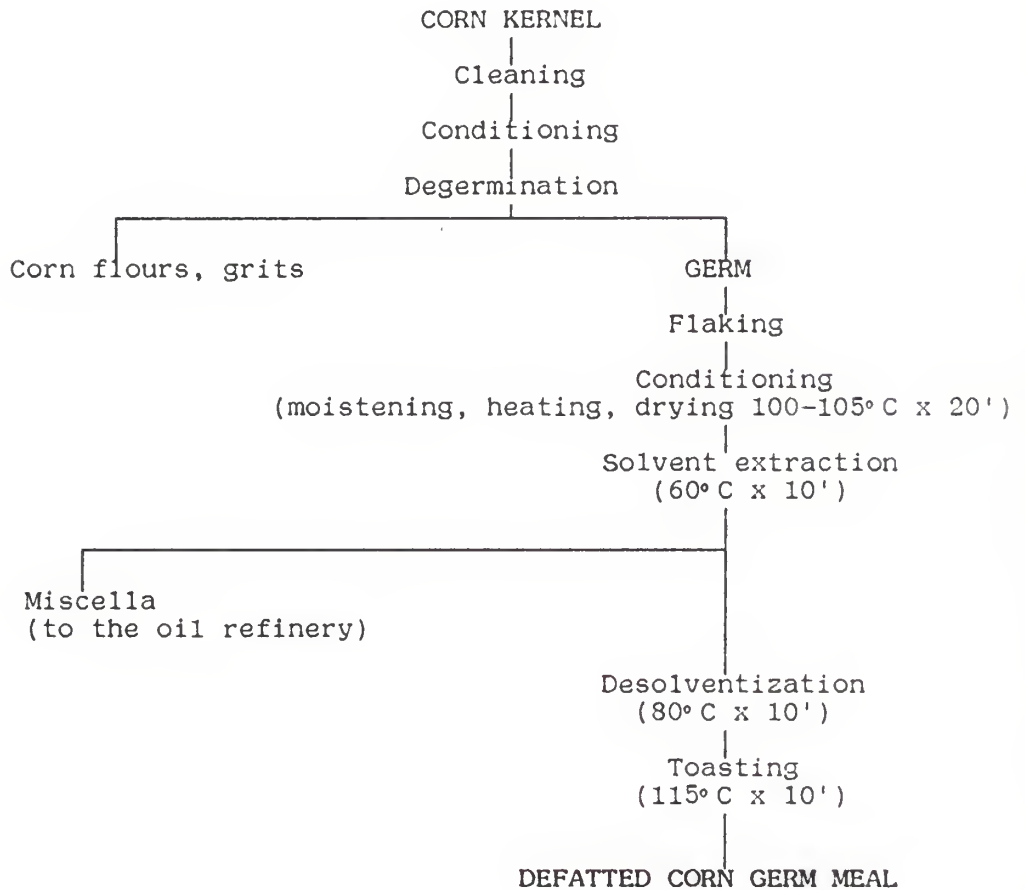 CORN KERNEL
Cleaning
Conditioning
Degermination
Corn flours, grits
GERM
Flaking
Conditioning
(moistening, heating, drying 100-105°C x 20')
Solvent extraction
(60°C x 10')
Miscella
(to the oil refinery)
Desolventization
(80°C x 10')
Toasting
(115°C x 10')
DEFATTED CORN GERM MEAL